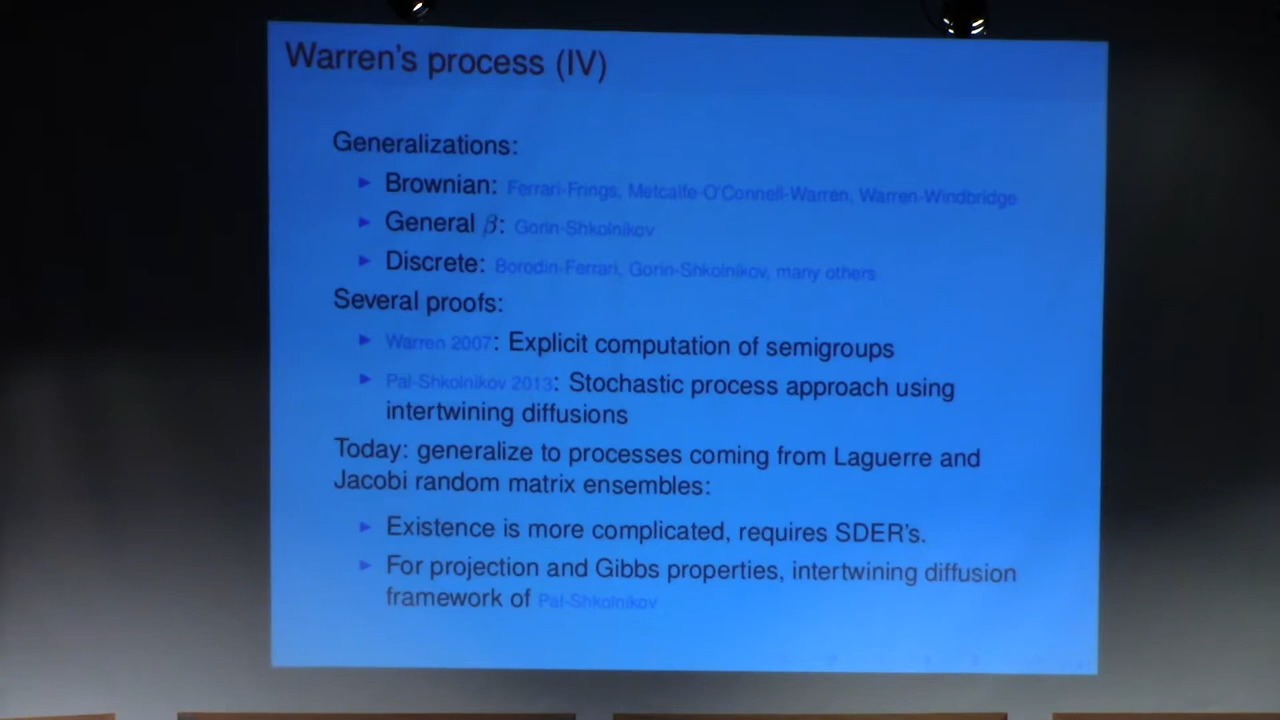 Warren's process (IV)
Generalizations:
► Brownian: Ferrari-Frings, Metcalfe-O'Connell-Warren, Warren-Windbridge
► General β: Gorin-Shkolnikov
► Discrete: Borodin-Ferrari, Gorin-Shkolnikov, many others
Several proofs:
► Warren 2007: Explicit computation of semigroups
► Pal-Shkolnikov 2013: Stochastic process approach using
intertwining diffusions
Today: generalize to processes coming from Laguerre and
Jacobi random matrix ensembles:
► Existence is more complicated, requires SDER's.
► For projection and Gibbs properties, intertwining diffusion
framework of Pal-Shkolnikov